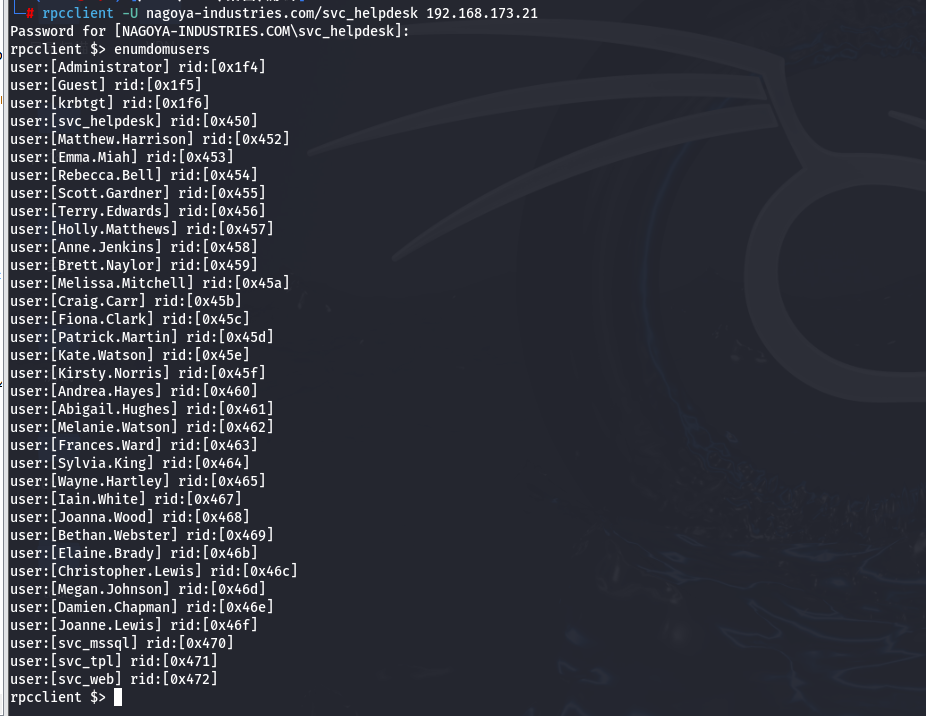 └─# rpcclient -U nagoya-industries.com/svc_helpdesk 192.168.173.21
Password for [NAGOYA-INDUSTRIES.COM\svc_helpdesk]:
rpcclient $> enumdomusers
user:[Administrator] rid:[0x1f4]
user:[Guest] rid:[0x1f5]
user:[krbtgt] rid:[0x1f6]
user:[svc_helpdesk] rid:[0x450]
user:[Matthew.Harrison] rid:[0x452]
user:[Emma.Miah] rid:[0x453]
user:[Rebecca.Bell] rid:[0x454]
user:[Scott.Gardner] rid:[0x455]
user:[Terry.Edwards] rid:[0x456]
user:[Holly.Matthews] rid:[0x457]
user:[Anne.Jenkins] rid:[0x458]
user:[Brett.Naylor] rid:[0x459]
user:[Melissa.Mitchell] rid:[0x45a]
user:[Craig.Carr] rid:[0x45b]
user:[Fiona.Clark] rid:[0x45c]
user:[Patrick.Martin] rid:[0x45d]
user:[Kate.Watson] rid:[0x45e]
user:[Kirsty.Norris] rid:[0x45f]
user:[Andrea.Hayes] rid:[0x460]
user:[Abigail.Hughes] rid:[0x461]
user:[Melanie.Watson] rid:[0x462]
user:[Frances.Ward] rid:[0x463]
user:[Sylvia.King] rid:[0x464]
user:[Wayne.Hartley] rid:[0x465]
user:[Iain.White] rid:[0x467]
user:[Joanna.Wood] rid:[0x468]
user:[Bethan.Webster] rid:[0x469]
user:[Elaine.Brady] rid:[0x46b]
user:[Christopher.Lewis] rid:[0x46c]
user:[Megan.Johnson] rid:[0x46d]
user:[Damien.Chapman] rid:[0x46e]
user:[Joanne.Lewis] rid:[0x46f]
user:[svc_mssql] rid:[0x470]
user:[svc_tpl] rid:[0x471]
user:[svc_web] rid:[0x472]
rpcclient $>